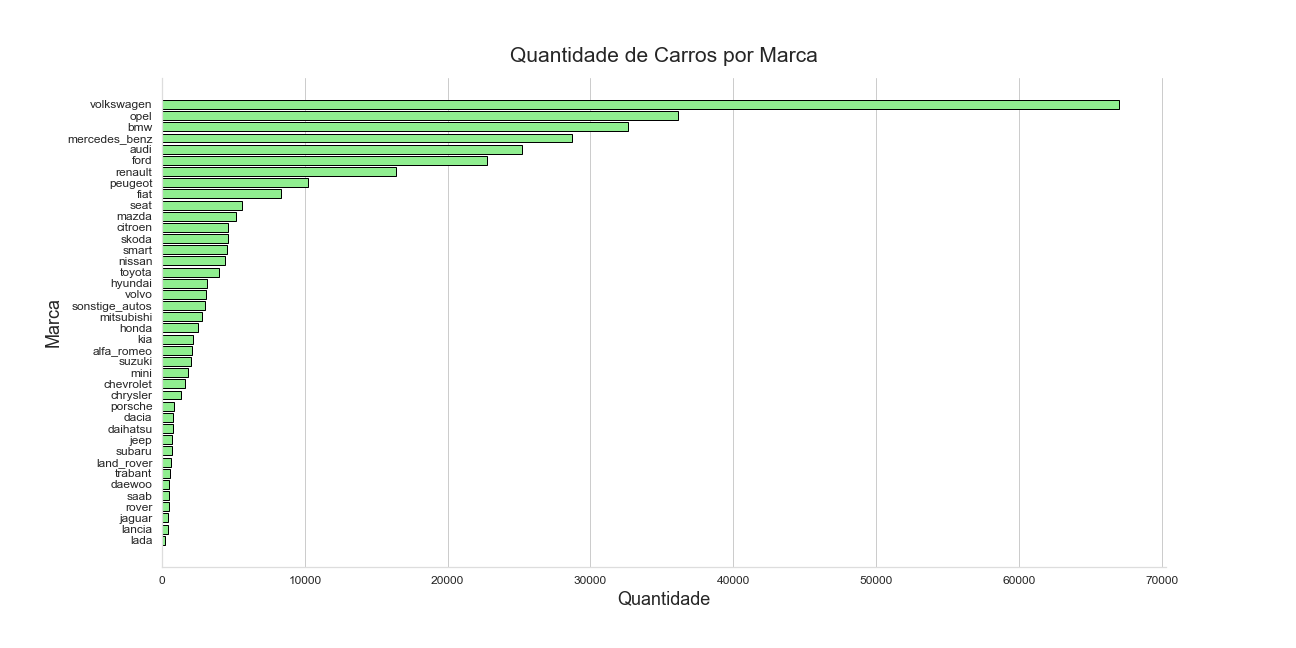 Quantidade de Carros por Marca
volkswagen
opel
bmw
mercedes_benz
audi
ford
renault
peugeot
fiat
seat
mazda
citroen
skoda
smart
nissan
toyota
hyundai
volvo
sonstige_autos
mitsubishi
honda
kia
alfa_romeo
suzuki
mini
chevrolet
chrysler
porsche
dacia
daihatsu
jeep
subaru
land_rover
trabant
daewoo
saab
rover
jaguar
lancia
lada
Marca
0 10000 20000 30000 40000 50000 60000 70000
Quantidade